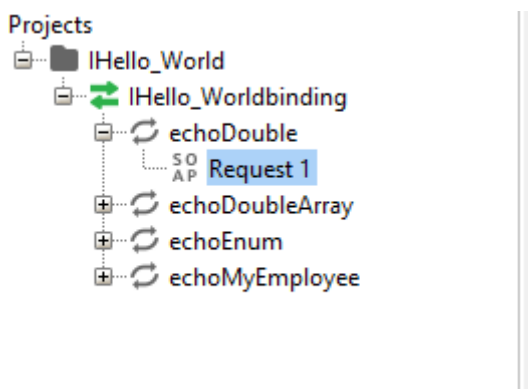 Projects
IHello_World
IHello_Worldbinding
echoDouble
SO
AP Request 1
echoDoubleArray
echoEnum
echoMyEmployee